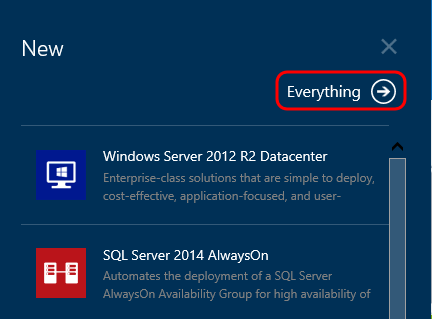 New
Everything
Windows Server 2012 R2 Datacenter
Enterprise-class solutions that are simple to deploy,
cost-effective, application-focused, and user-
SQL Server 2014 AlwaysOn
Automates the deployment of a SQL Server
AlwaysOn Availability Group for high availability of